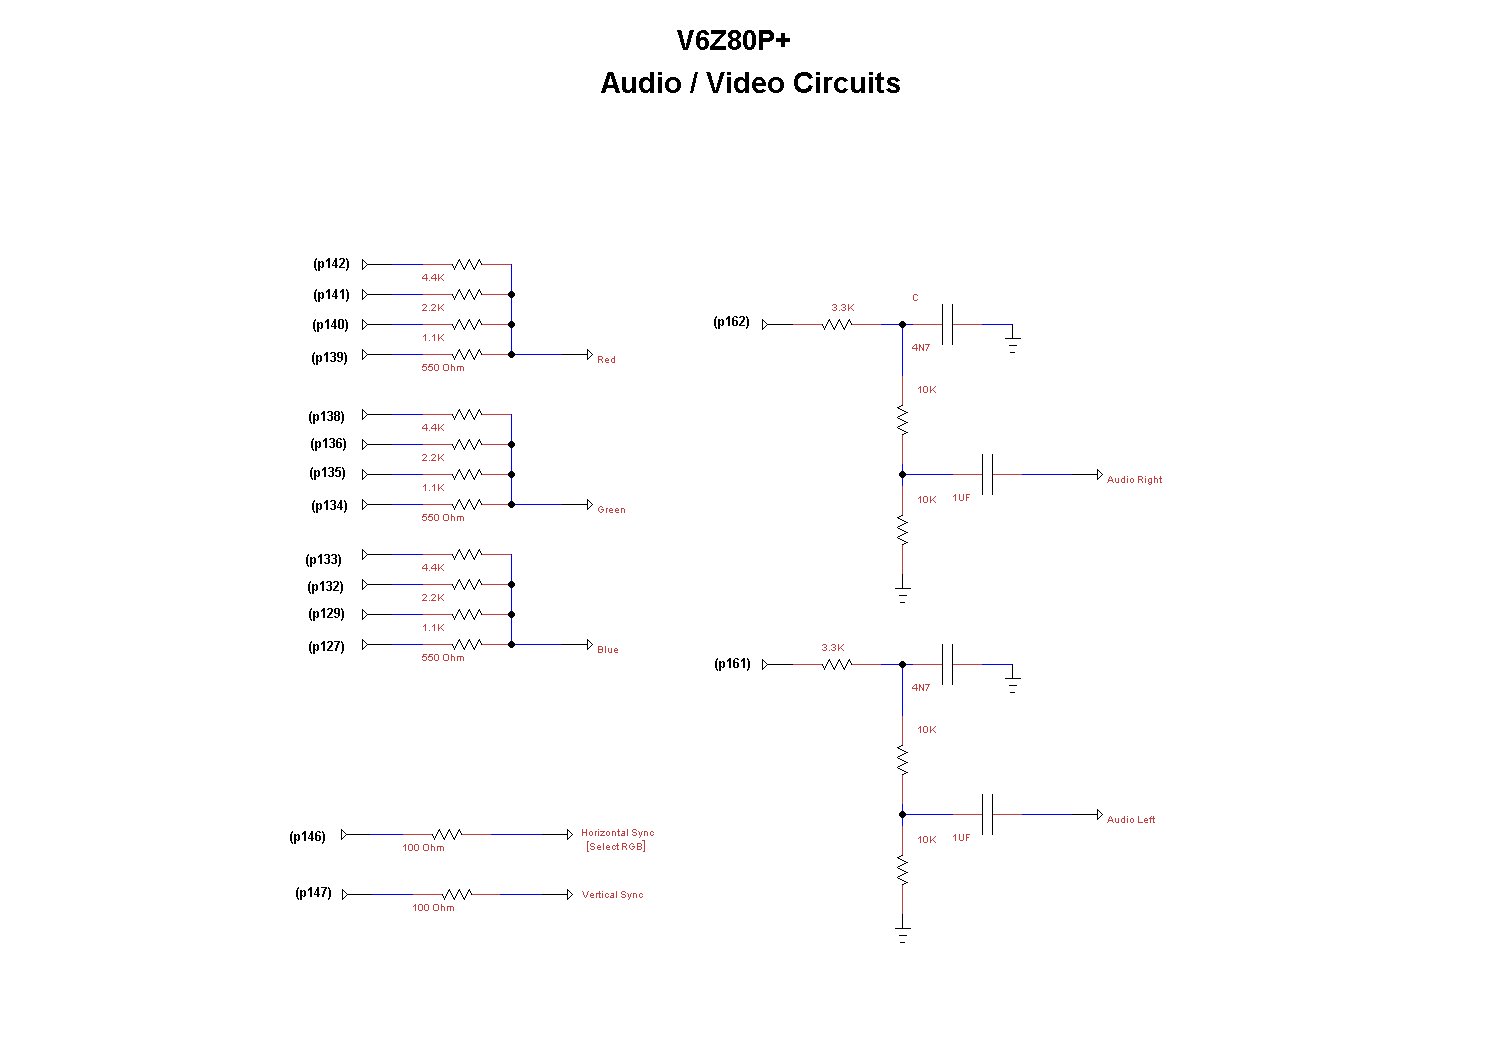 V6Z80P+
Audio / Video Circuits
(p142)
4.4K
(p141)
2.2K
(p140)
1.1K
(p139)
550 Ohm
Red
(p138)
4.4K
(p136)
2.2K
(p135)
1.1K
(p134)
550 Ohm
Green
(p133)
4.4K
(p132)
2.2K
(p129)
1.1K
(p127)
550 Ohm
Blue
(p146)
100 Ohm
Horizontal Sync
[Select RGB]
(p147)
100 Ohm
Vertical Sync
(p162)
3.3K
C
4N7
10K
10K
1UF
Audio Right
(p161)
3.3K
4N7
10K
10K
1UF
Audio Left